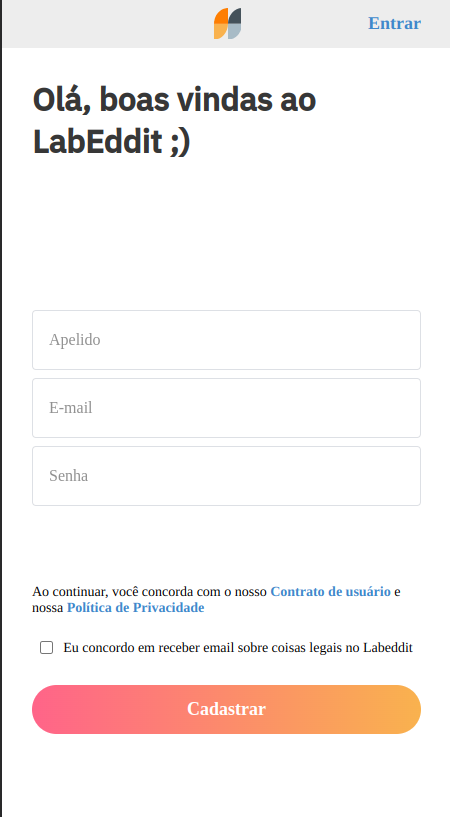 Entrar
Olá, boas vindas ao
LabEddit ;)
Apelido
E-mail
Senha
Ao continuar, você concorda com o nosso Contrato de usuário e
nossa Política de Privacidade
Eu concordo em receber email sobre coisas legais no Labeddit
Cadastrar